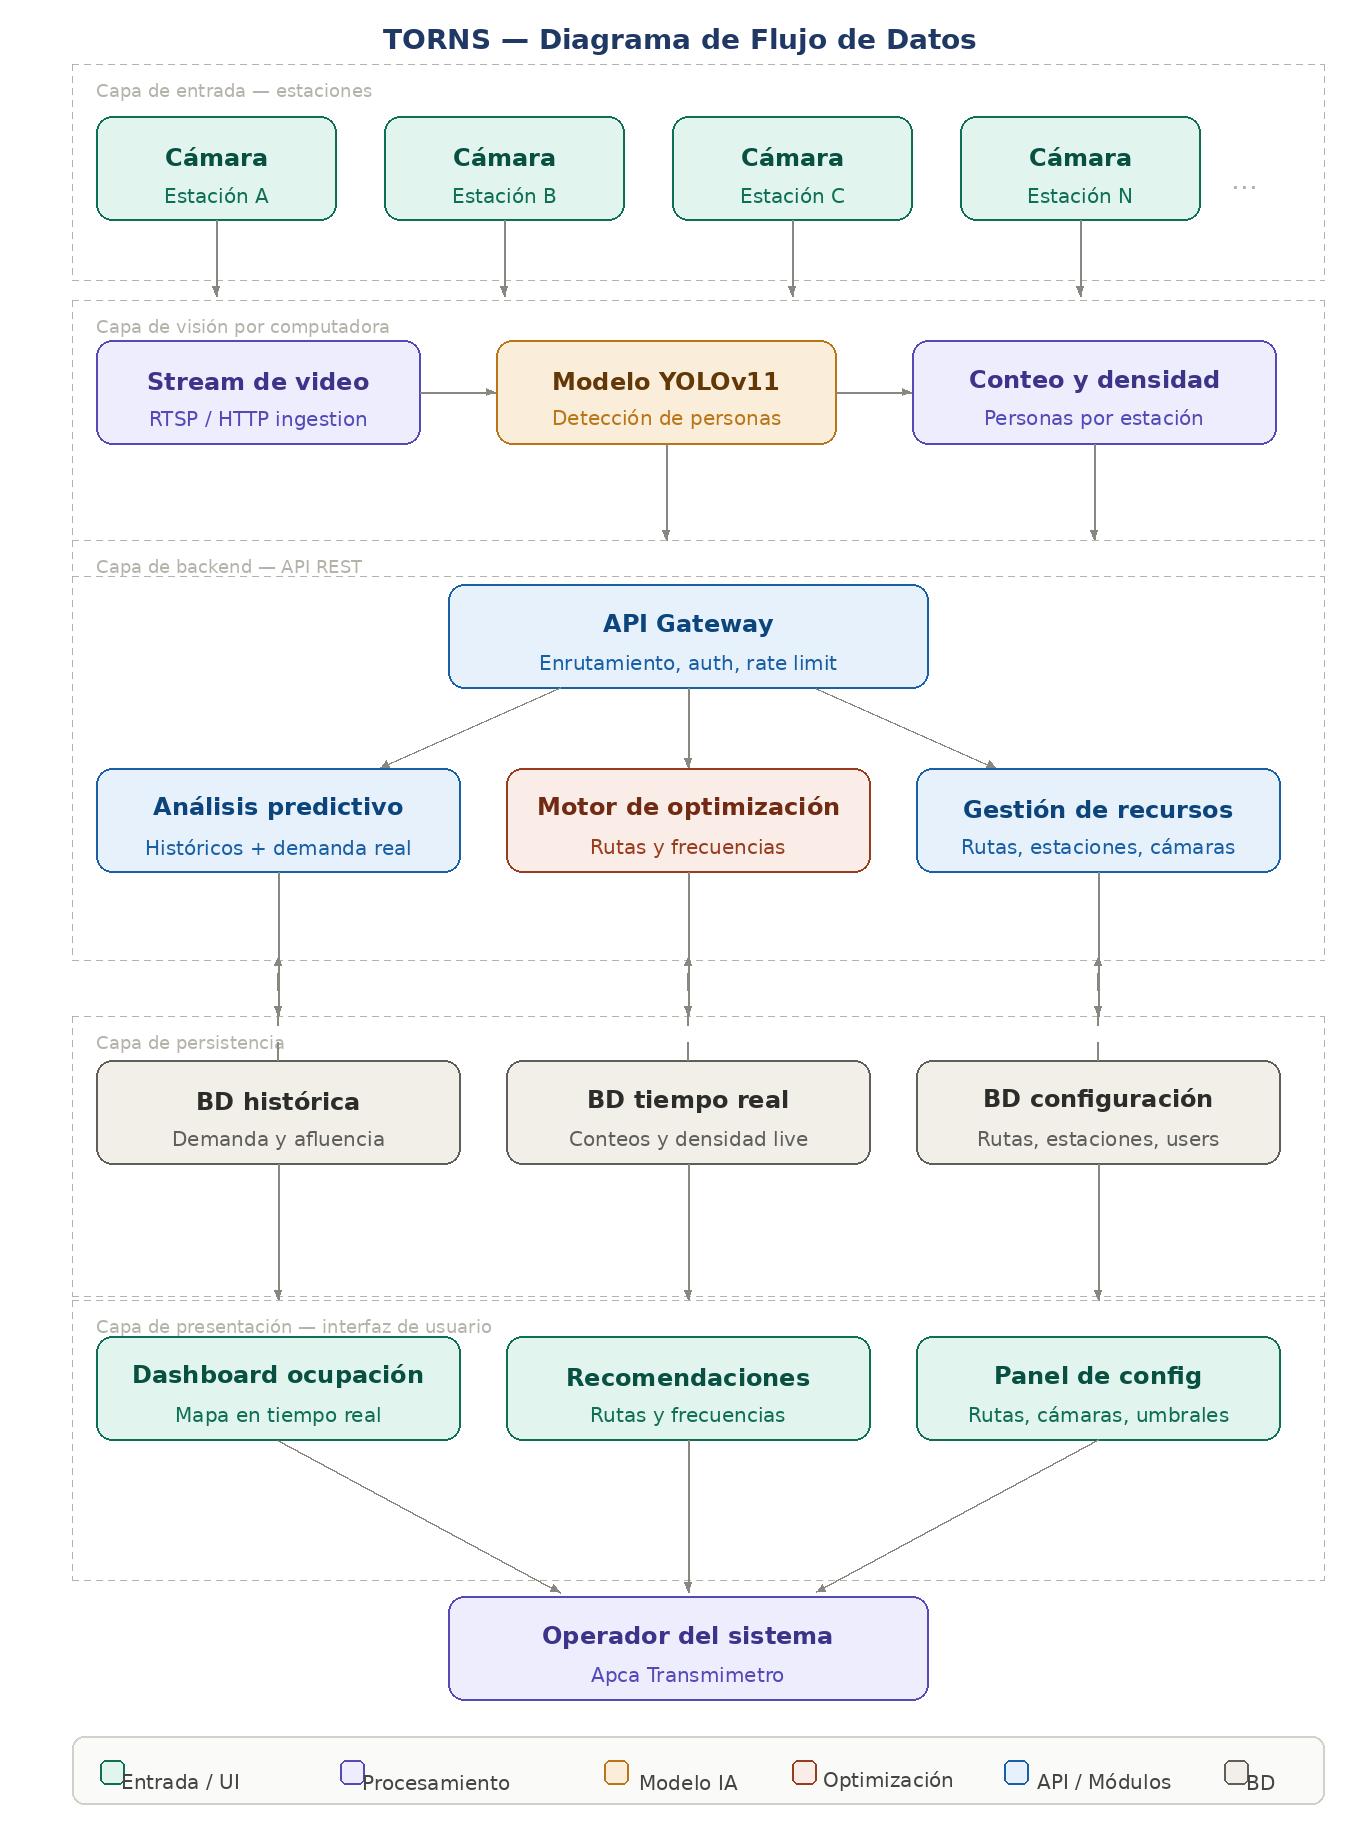 TORNS — Diagrama de Flujo de Datos
Capa de entrada — estaciones
Cámara
Estación A
Cámara
Estación B
Cámara
Estación C
Cámara
Estación N
...
Capa de visión por computadora
Stream de video
RTSP / HTTP ingestion
Modelo YOLOv11
Detección de personas
Conteo y densidad
Personas por estación
Capa de backend — API REST
API Gateway
Enrutamiento, auth, rate limit
Análisis predictivo
Históricos + demanda real
Motor de optimización
Rutas y frecuencias
Gestión de recursos
Rutas, estaciones, cámaras
Capa de persistencia
BD histórica
Demanda y afluencia
BD tiempo real
Conteos y densidad live
BD configuración
Rutas, estaciones, users
Capa de presentación — interfaz de usuario
Dashboard ocupación
Mapa en tiempo real
Recomendaciones
Rutas y frecuencias
Panel de config
Rutas, cámaras, umbrales
Operador del sistema
Apca Transmimetro
Entrada / UI
Procesamiento
Modelo IA
Optimización
API / Módulos
BD